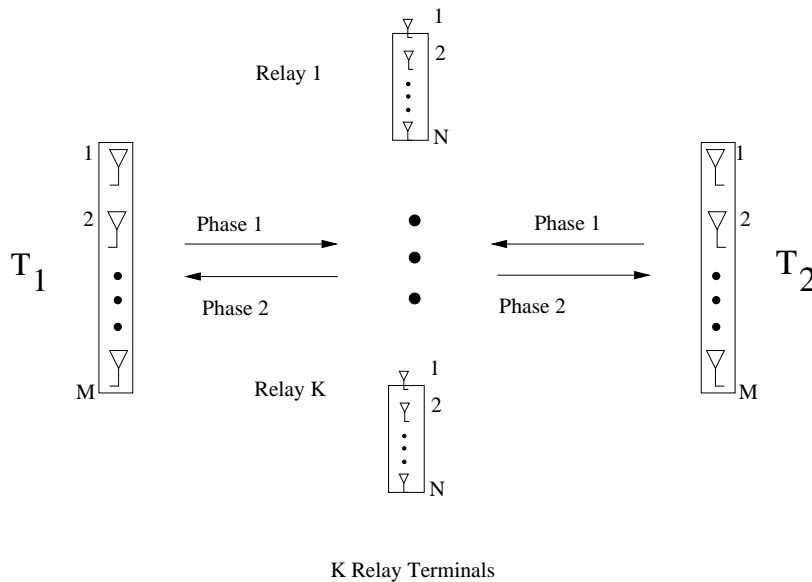 1
Relay 1
2
N
1
1
2
Phase 1
Phase 1
2
T1
T2
Phase 2
Phase 2
M
M
Relay K
1
2
N
K Relay Terminals